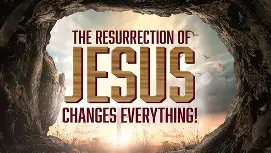 THE RESURRECTION OF
JESUS
CHANGES EVERYTHING!